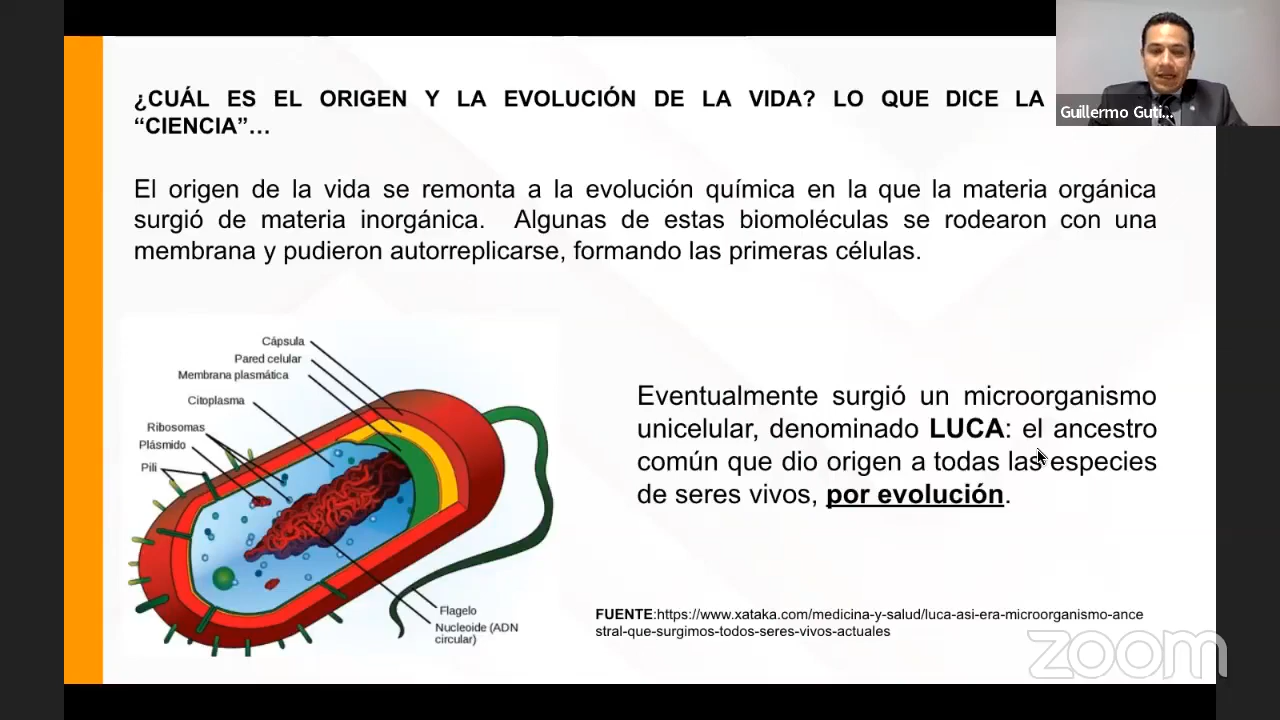 ¿CUÁL ES EL ORIGEN Y LA EVOLUCIÓN DE LA VIDA? LO QUE DICE LA
“CIENCIA”…
Guillermo Guti...
El origen de la vida se remonta a la evolución química en la que la materia orgánica
surgió de materia inorgánica. Algunas de estas biomoléculas se rodearon con una
membrana y pudieron autorreplicarse, formando las primeras células.
Cápsula
Pared celular
Membrana plasmática
Citoplasma
Ribosomas
Plásmido
Pili
Flagelo
Nucleoide (ADN
circular)
Eventualmente surgió un microorganismo
unicelular, denominado LUCA: el ancestro
común que dio origen a todas las especies
de seres vivos, por evolución.
FUENTE:https://www.xataka.com/medicina-y-salud/luca-asi-era-microorganismo-ance
stral-que-surgimos-todos-seres-vivos-actuales
zoom